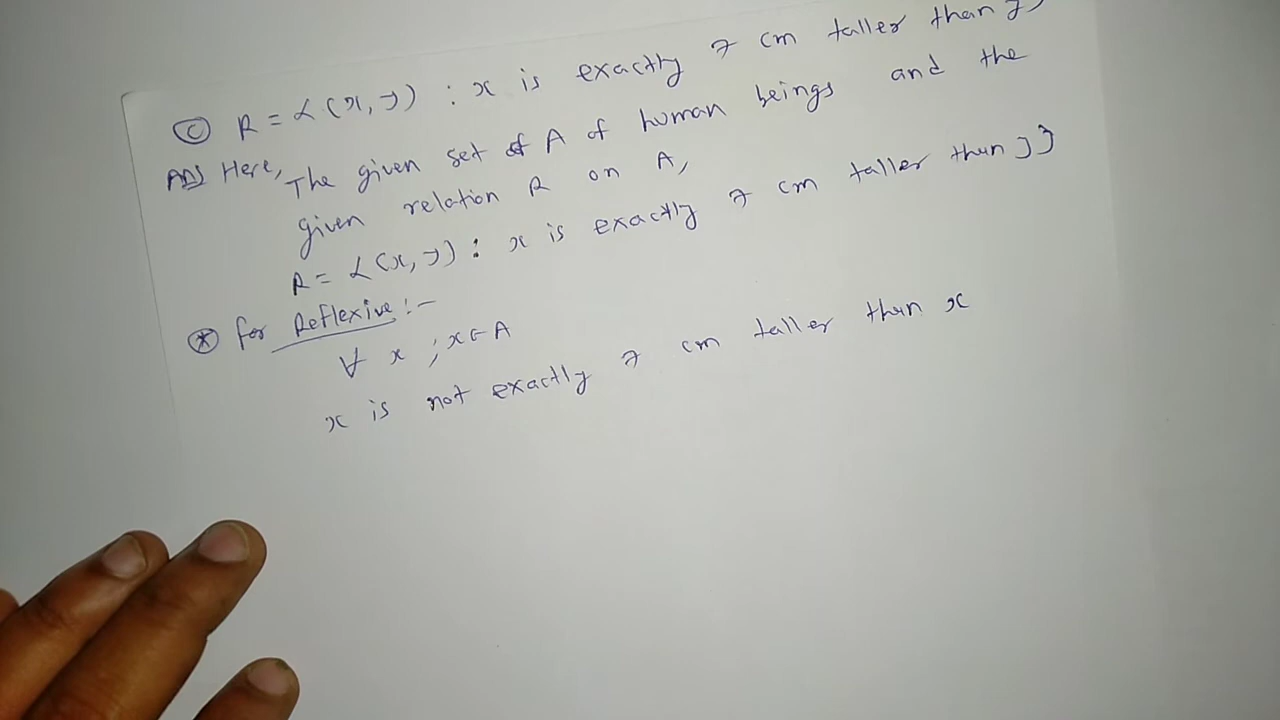 (C) R = {(x, y) : x is exactly 7 cm taller than y}
Ans Here, The given set of A of human beings and the
given relation R on A,
R = {(x, y) : x is exactly 7 cm taller than y}
* for Reflexive :-
∀ x ; x ∈ A
x is not exactly 7 cm taller than x